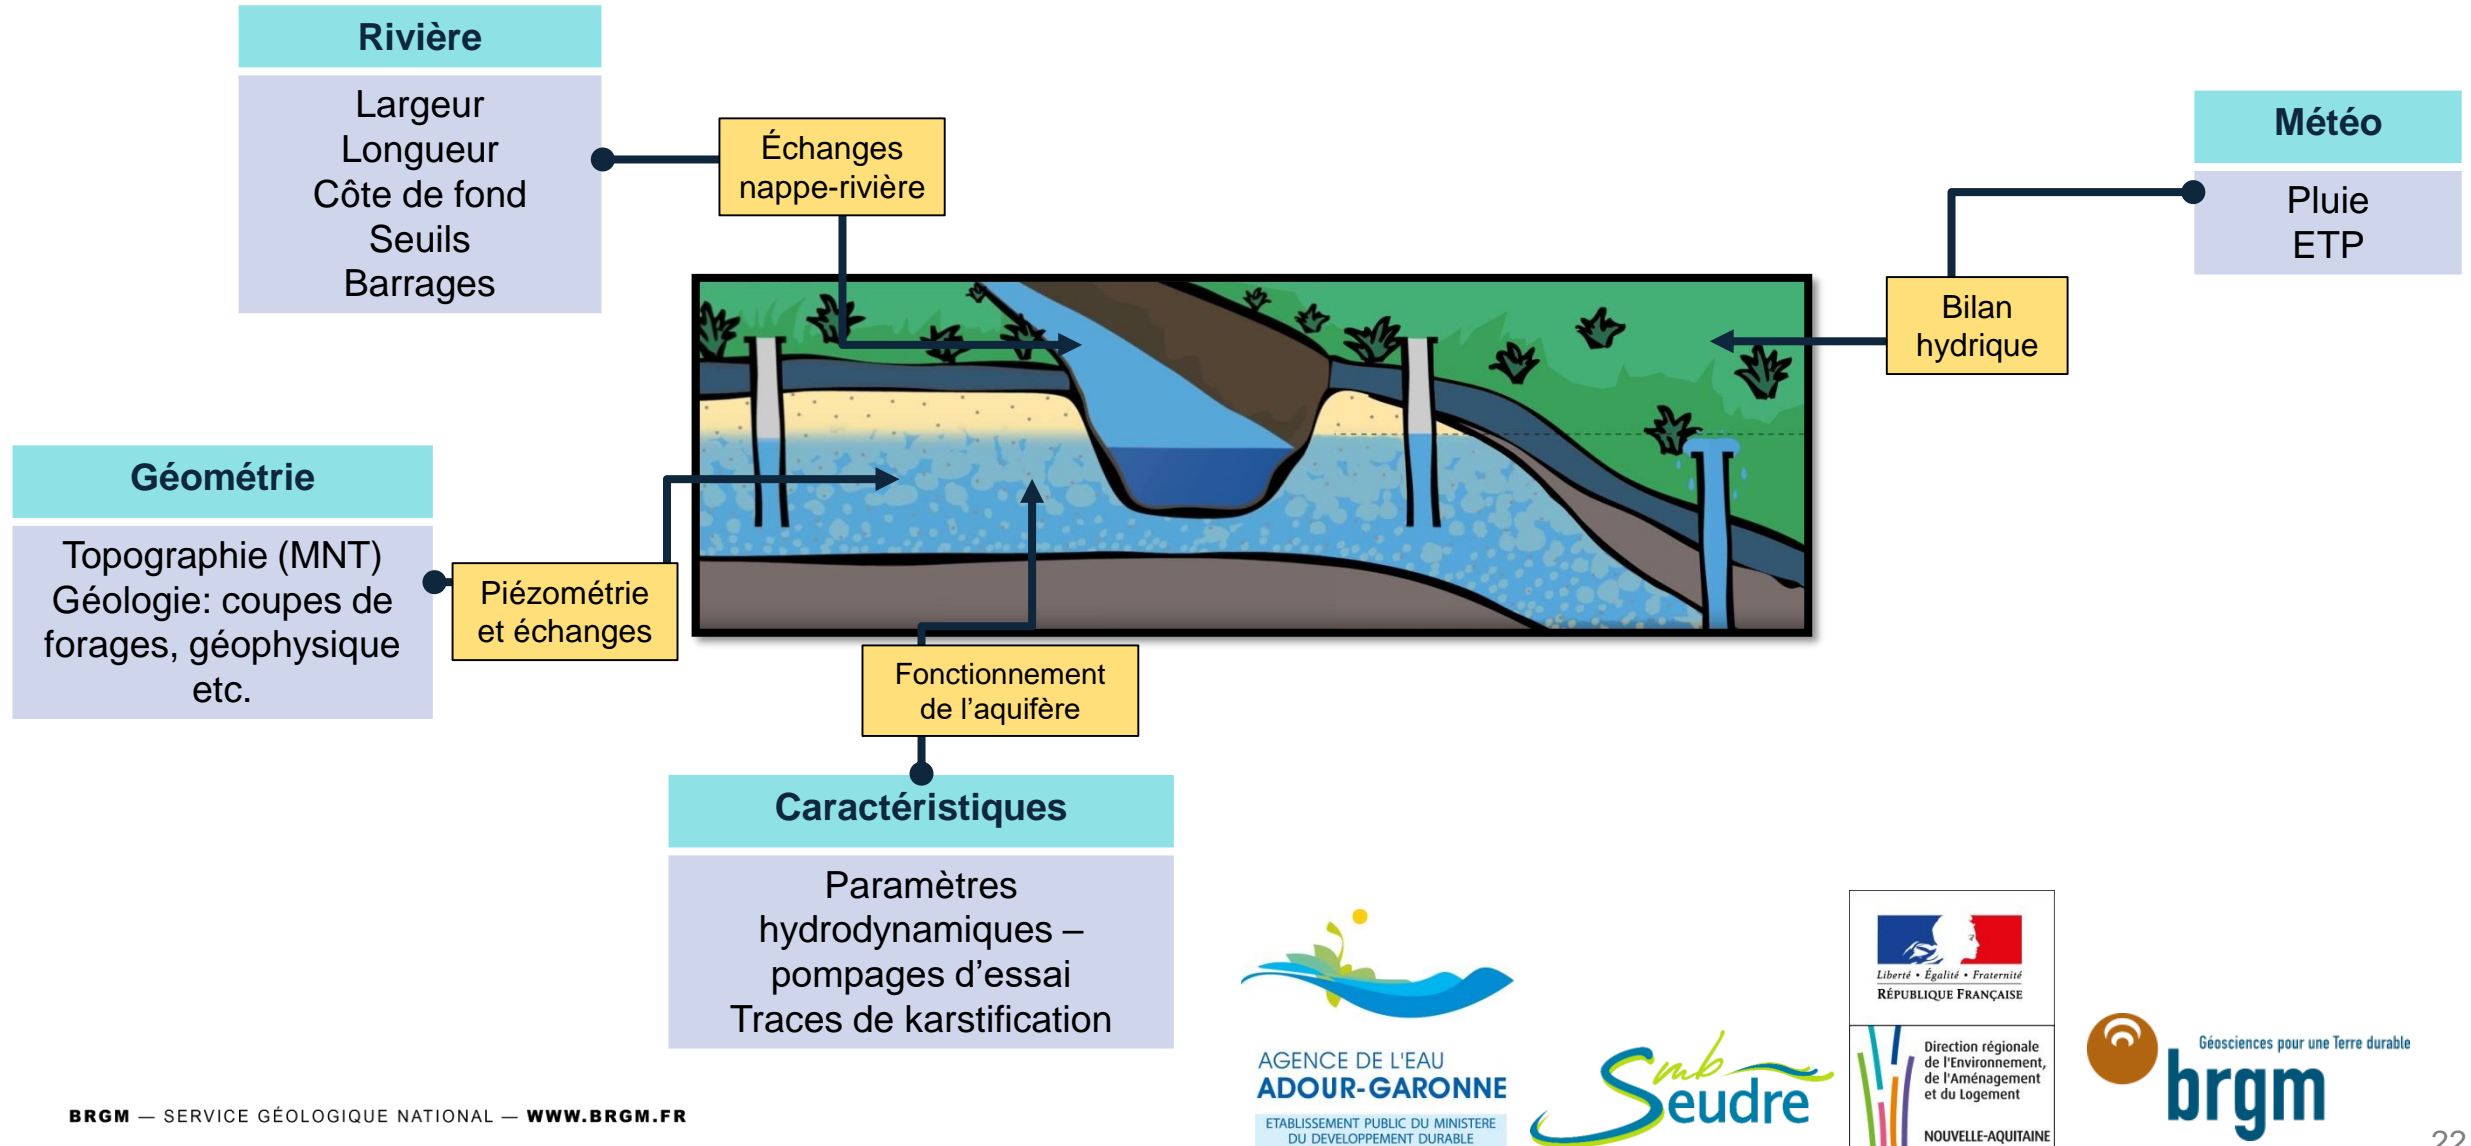 Rivière
Largeur
Longueur
Côte de fond
Seuils
Barrages
Échanges
nappe-rivière
Météo
Pluie
ETP
Bilan
hydrique
Géométrie
Topographie (MNT)
Géologie: coupes de
forages, géophysique
etc.
Piézométrie
et échanges
Fonctionnement
de l’aquifère
Caractéristiques
Paramètres
hydrodynamiques –
pompages d’essai
Traces de karstification
AGENCE DE L'EAU
ADOUR-GARONNE
ETABLISSEMENT PUBLIC DU MINISTERE
DU DEVELOPPEMENT DURABLE
smb
Seudre
Liberté • Égalité • Fraternité
RÉPUBLIQUE FRANÇAISE
Direction régionale
de l'Environnement,
de l'Aménagement
et du Logement
NOUVELLE-AQUITAINE
Géosciences pour une Terre durable
brgm
BRGM — SERVICE GÉOLOGIQUE NATIONAL — WWW.BRGM.FR
22